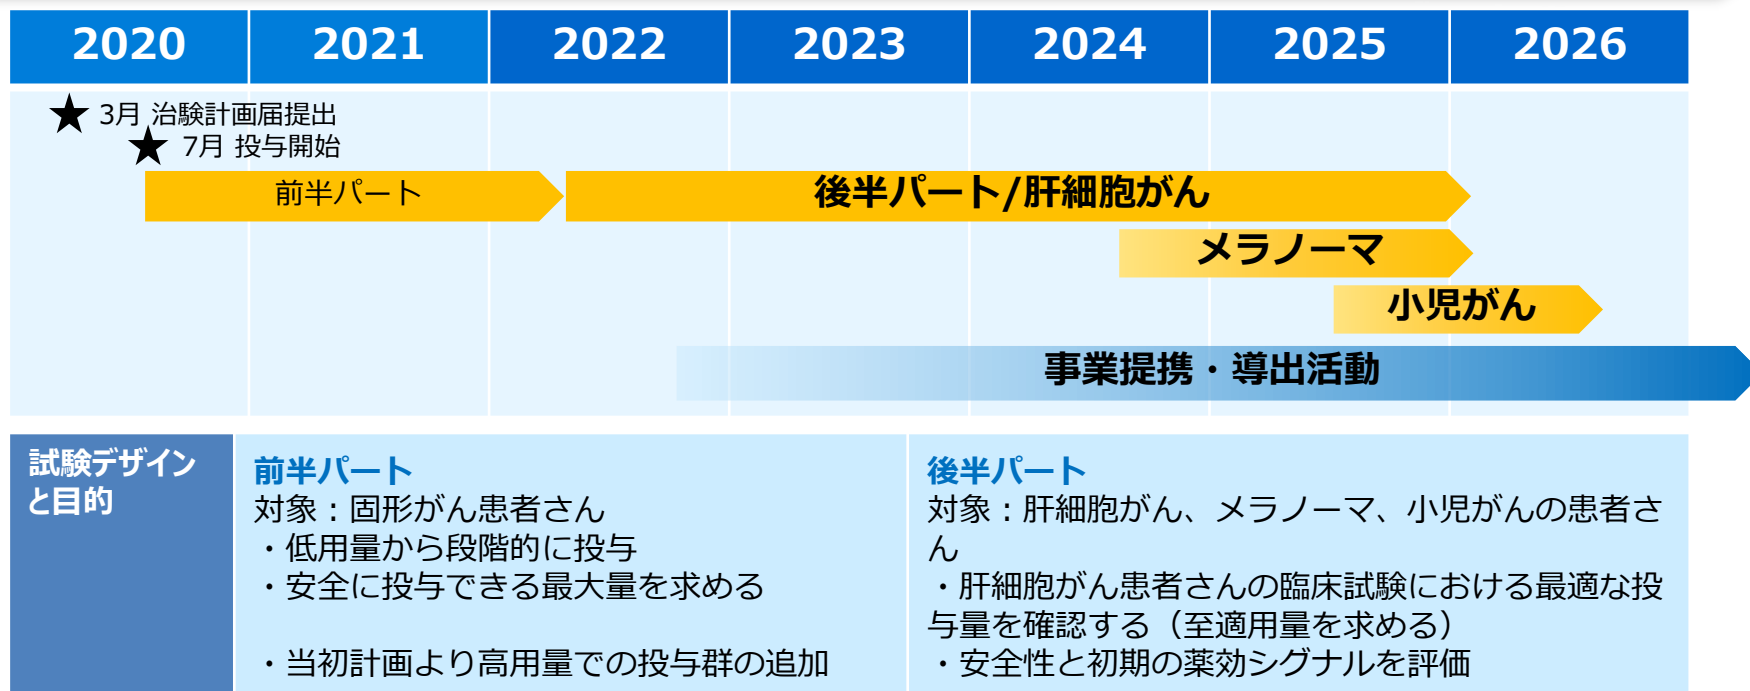 2020 2021 2022 2023 2024 2025 2026
★ 3月 治験計画届提出
★ 7月 投与開始
前半パート
後半パート/肝細胞がん
メラノーマ
小児がん
事業提携・導出活動
試験デザイン
と目的
前半パート
対象：固形がん患者さん
・低用量から段階的に投与
・安全に投与できる最大量を求める
・当初計画より高用量での投与群の追加
後半パート
対象：肝細胞がん、メラノーマ、小児がんの患者さ
ん
・肝細胞がん患者さんの臨床試験における最適な投
与量を確認する（至適用量を求める）
・安全性と初期の薬効シグナルを評価